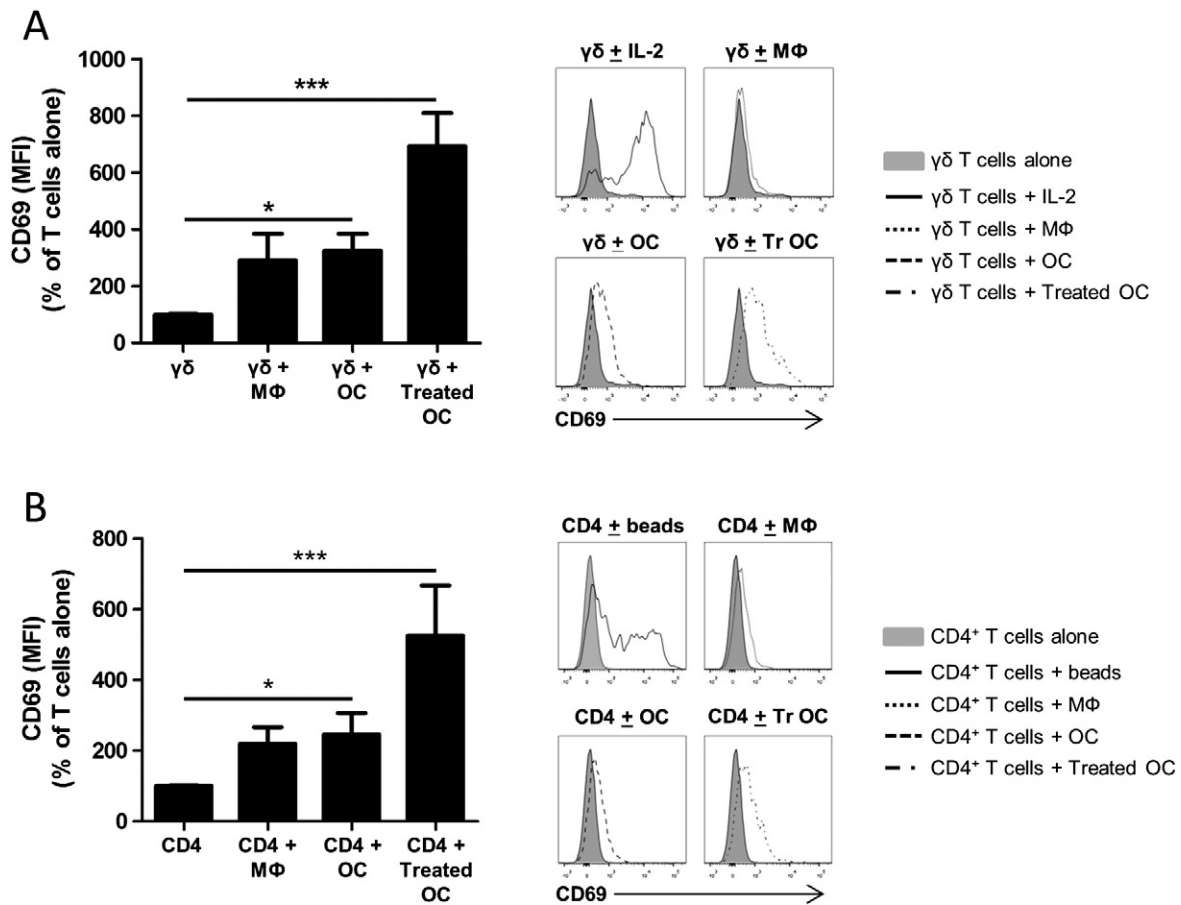 A
CD69 (MFI)
(% of T cells alone)
1000
800
600
400
200
0
***
*
γδ
γδ +
MΦ
γδ +
OC
γδ +
Treated
OC
γδ ± IL-2
γδ ± MΦ
γδ ± OC
γδ ± Tr OC
CD69
γδ T cells alone
γδ T cells + IL-2
γδ T cells + MΦ
γδ T cells + OC
γδ T cells + Treated OC
B
CD69 (MFI)
(% of T cells alone)
800
600
400
200
0
***
*
CD4
CD4 +
MΦ
CD4 +
OC
CD4 +
Treated
OC
CD4 ± beads
CD4 ± MΦ
CD4 ± OC
CD4 ± Tr OC
CD69
CD4⁺ T cells alone
CD4⁺ T cells + beads
CD4⁺ T cells + MΦ
CD4⁺ T cells + OC
CD4⁺ T cells + Treated OC